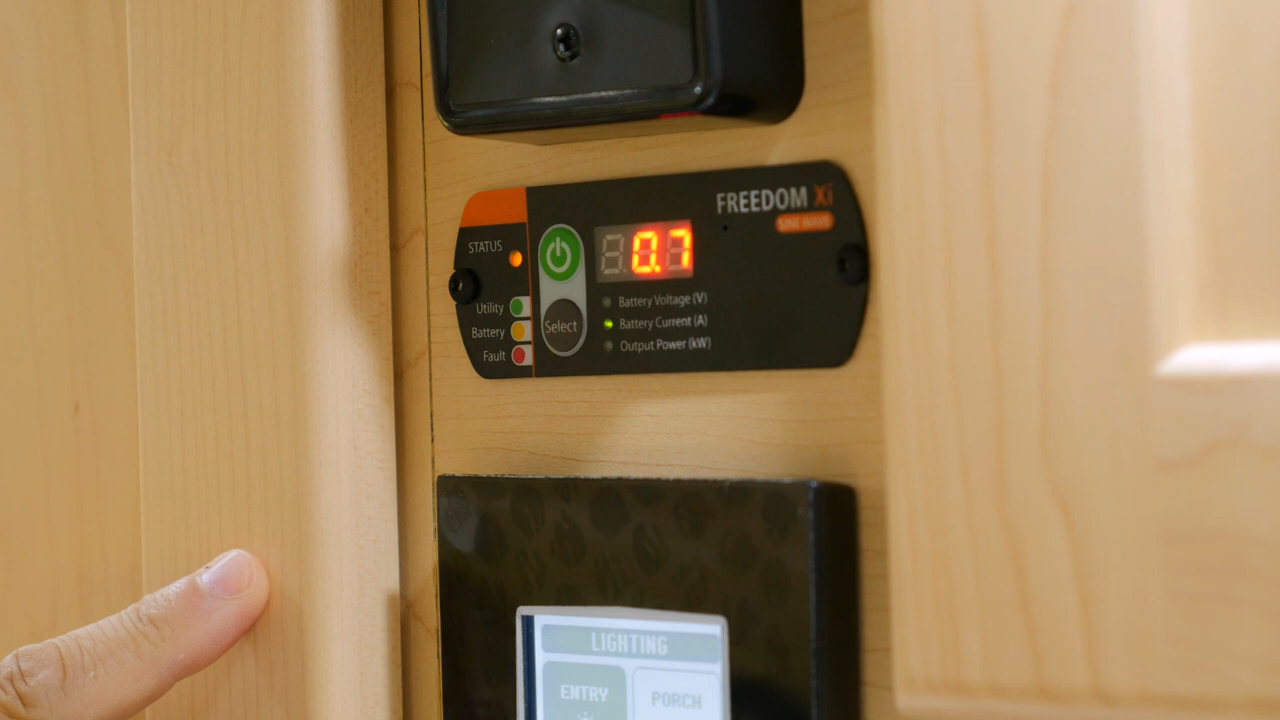 FREEDOM Xi
SINE WAVE
STATUS
0.7
Utility
Battery
Fault
Select
Battery Voltage (V)
Battery Current (A)
Output Power (kW)
LIGHTING
ENTRY
PORCH